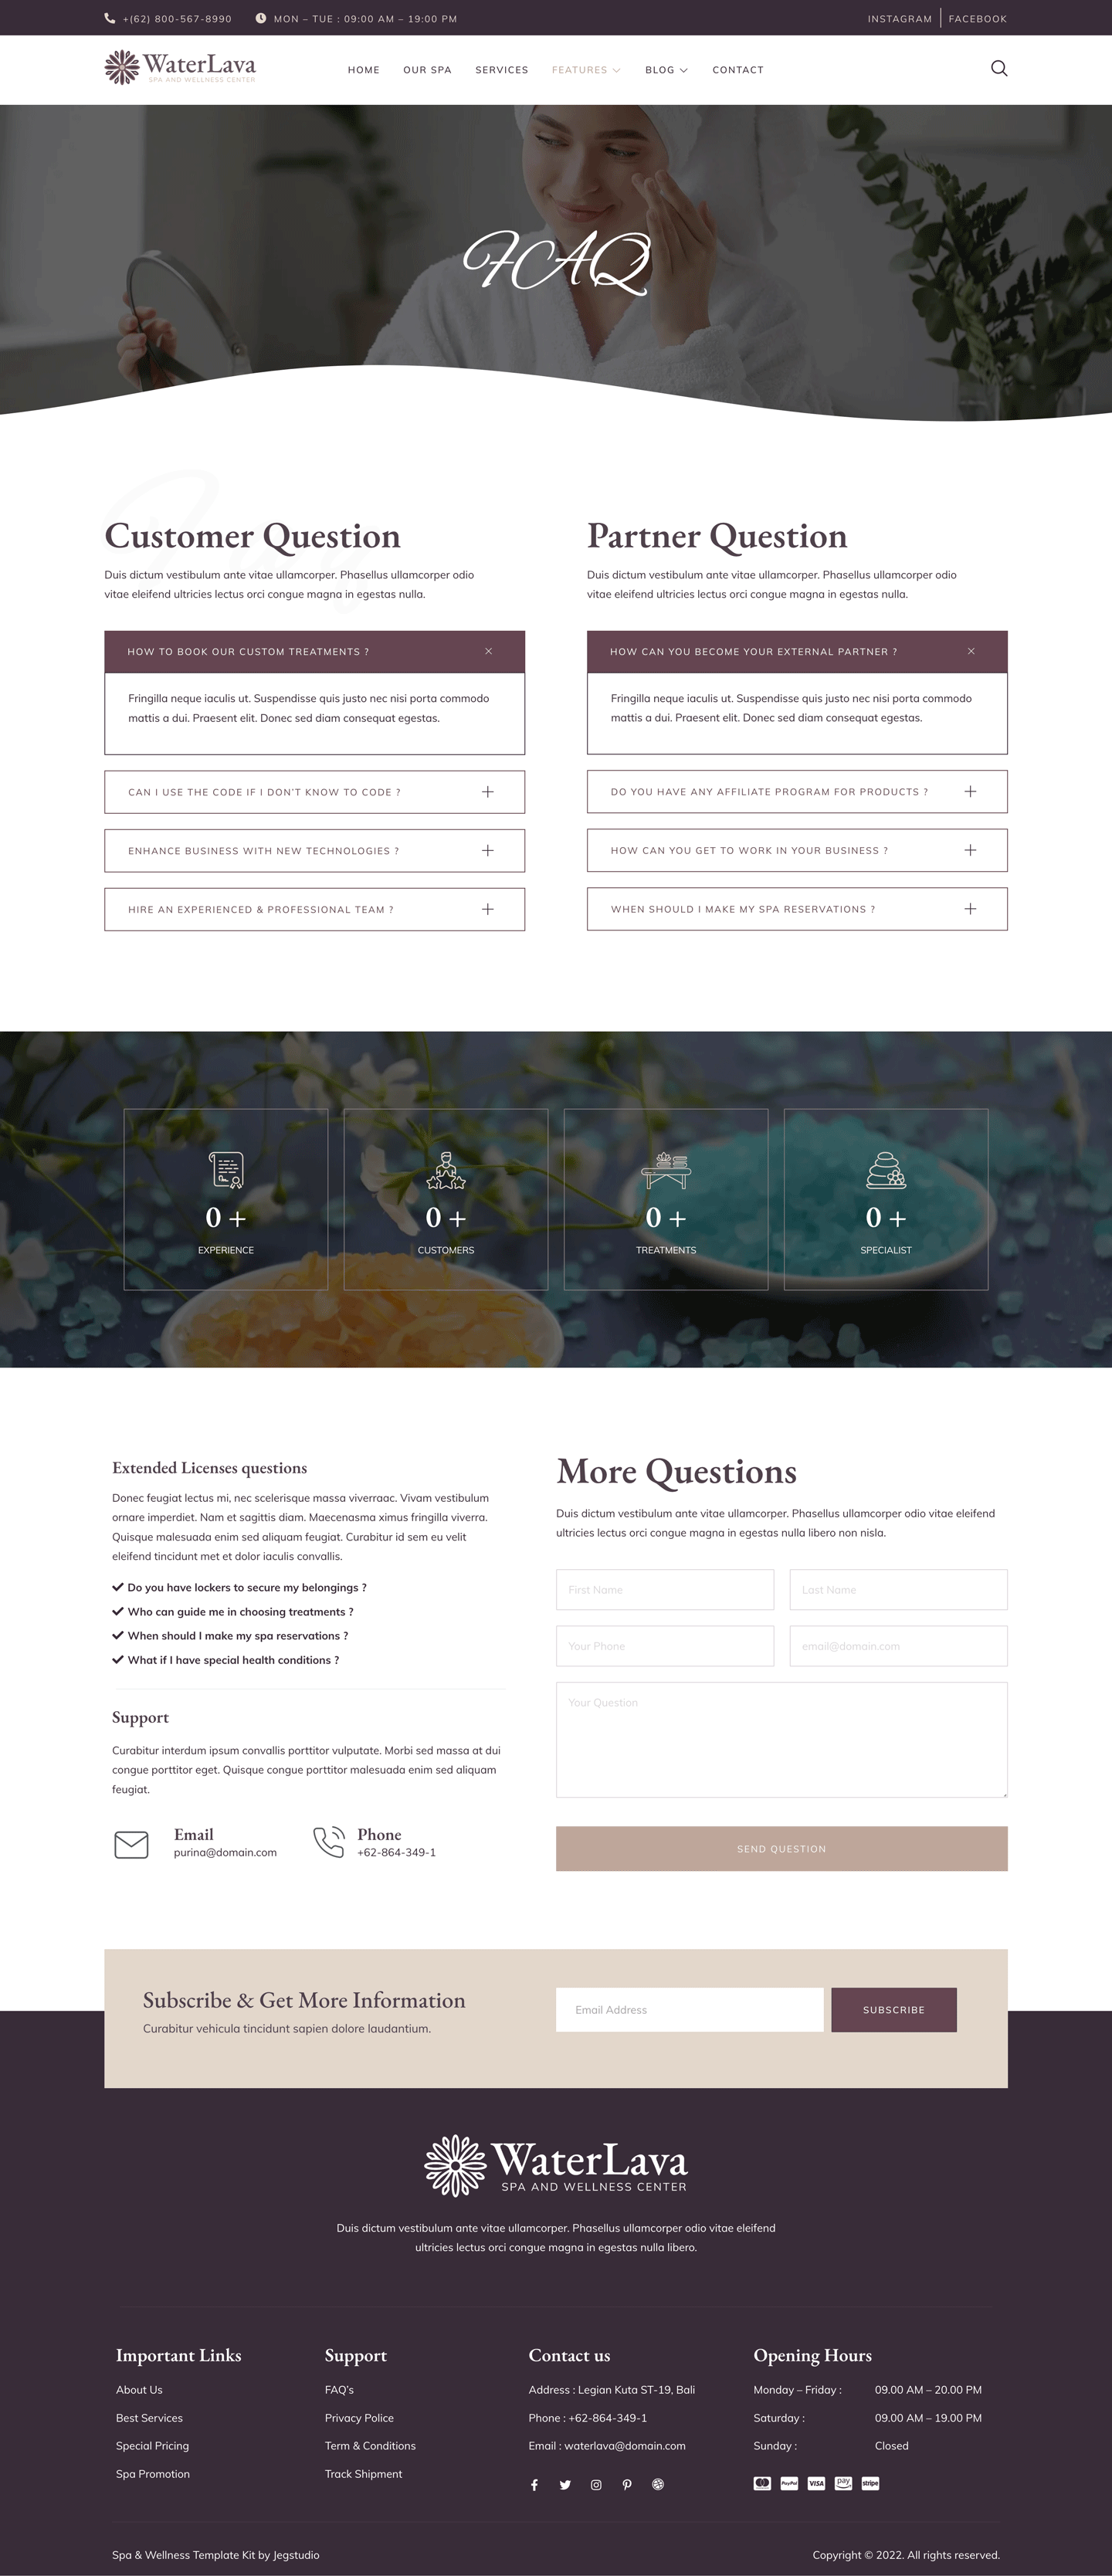 +(62) 800-567-8990
MON – TUE : 09:00 AM – 19:00 PM
INSTAGRAM
FACEBOOK
WaterLava
SPA AND WELLNESS CENTER
HOME
OUR SPA
SERVICES
FEATURES
BLOG
CONTACT
FAQ
Customer Question
Duis dictum vestibulum ante vitae ullamcorper. Phasellus ullamcorper odio
vitae eleifend ultricies lectus orci congue magna in egestas nulla.
HOW TO BOOK OUR CUSTOM TREATMENTS ?
Fringilla neque iaculis ut. Suspendisse quis justo nec nisi porta commodo
mattis a dui. Praesent elit. Donec sed diam consequat egestas.
CAN I USE THE CODE IF I DON'T KNOW TO CODE ?
ENHANCE BUSINESS WITH NEW TECHNOLOGIES ?
HIRE AN EXPERIENCED & PROFESSIONAL TEAM ?
Partner Question
Duis dictum vestibulum ante vitae ullamcorper. Phasellus ullamcorper odio
vitae eleifend ultricies lectus orci congue magna in egestas nulla.
HOW CAN YOU BECOME YOUR EXTERNAL PARTNER ?
Fringilla neque iaculis ut. Suspendisse quis justo nec nisi porta commodo
mattis a dui. Praesent elit. Donec sed diam consequat egestas.
DO YOU HAVE ANY AFFILIATE PROGRAM FOR PRODUCTS ?
HOW CAN YOU GET TO WORK IN YOUR BUSINESS ?
WHEN SHOULD I MAKE MY SPA RESERVATIONS ?
0 +
EXPERIENCE
0 +
CUSTOMERS
0 +
TREATMENTS
0 +
SPECIALIST
Extended Licenses questions
Donec feugiat lectus mi, nec scelerisque massa viverraac. Vivam vestibulum
ornare imperdiet. Nam et sagittis diam. Maecenasma ximus fringilla viverra.
Quisque malesuada enim sed aliquam feugiat. Curabitur id sem eu velit
eleifend tincidunt met et dolor iaculis convallis.
Do you have lockers to secure my belongings ?
Who can guide me in choosing treatments ?
When should I make my spa reservations ?
What if I have special health conditions ?
Support
Curabitur interdum ipsum convallis porttitor vulputate. Morbi sed massa at dui
congue porttitor eget. Quisque congue porttitor malesuada enim sed aliquam
feugiat.
Email
purina@domain.com
Phone
+62-864-349-1
More Questions
Duis dictum vestibulum ante vitae ullamcorper. Phasellus ullamcorper odio vitae eleifend
ultricies lectus orci congue magna in egestas nulla libero non nisla.
First Name
Last Name
Your Phone
email@domain.com
Your Question
SEND QUESTION
Subscribe & Get More Information
Curabitur vehicula tincidunt sapien dolore laudantium.
Email Address
SUBSCRIBE
WaterLava
SPA AND WELLNESS CENTER
Duis dictum vestibulum ante vitae ullamcorper. Phasellus ullamcorper odio vitae eleifend
ultricies lectus orci congue magna in egestas nulla libero.
Important Links
About Us
Best Services
Special Pricing
Spa Promotion
Support
FAQ's
Privacy Police
Term & Conditions
Track Shipment
Contact us
Address : Legian Kuta ST-19, Bali
Phone : +62-864-349-1
Email : waterlava@domain.com
Opening Hours
Monday – Friday : 09.00 AM – 20.00 PM
Saturday : 09.00 AM – 19.00 PM
Sunday : Closed
PayPal
VISA
pay
stripe
Spa & Wellness Template Kit by Jegstudio
Copyright © 2022. All rights reserved.